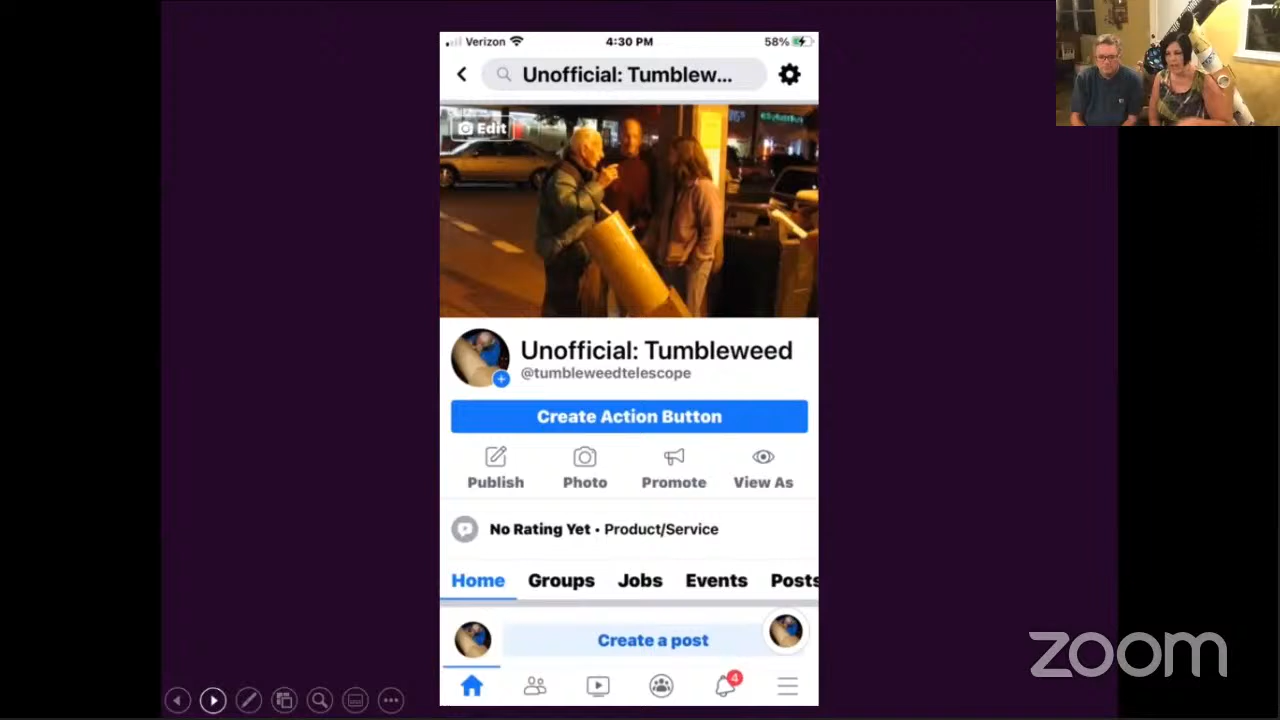 Verizon 4:30 PM 58%
Unofficial: Tumblew...
Edit
Unofficial: Tumbleweed
@tumbleweedtelescope
Create Action Button
Publish Photo Promote View As
No Rating Yet • Product/Service
Home Groups Jobs Events Posts
Create a post
4
zoom